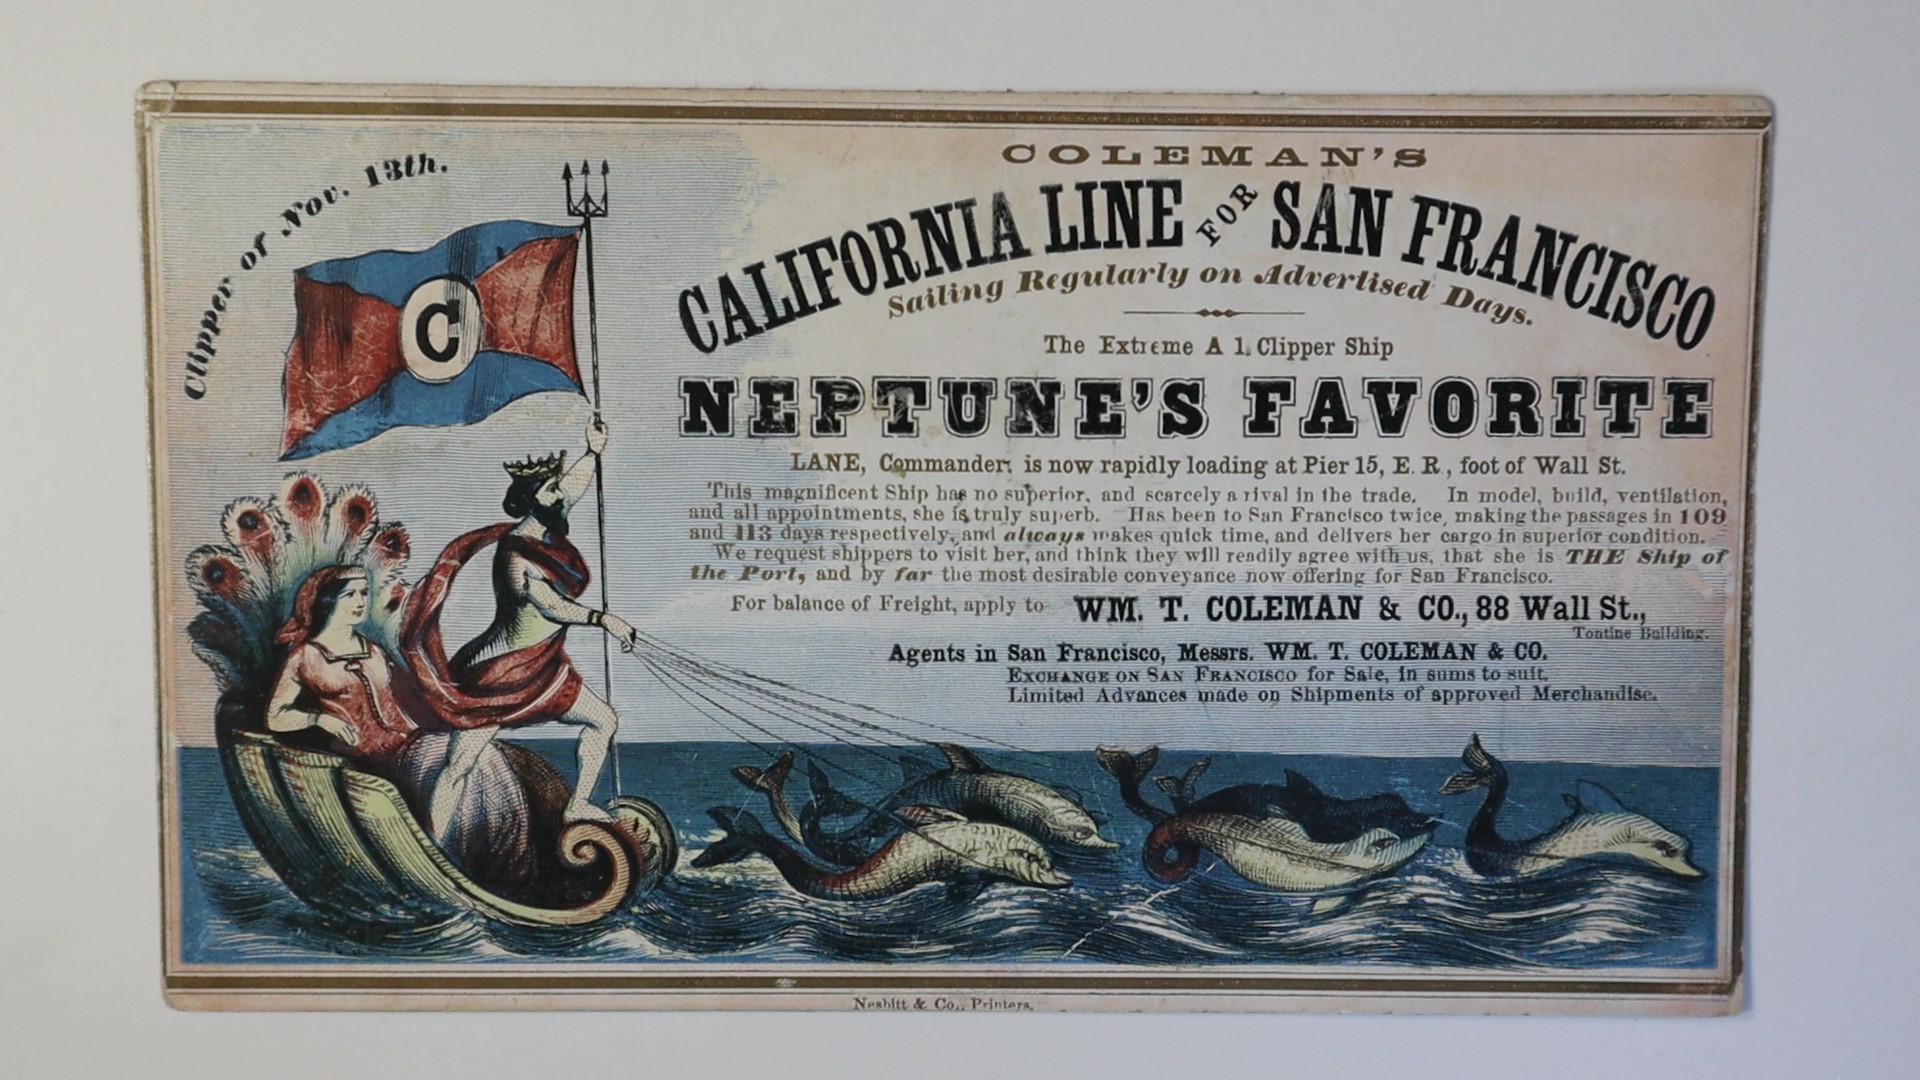 Clipper of Nov. 13th.
C
COLEMAN'S
CALIFORNIA LINE FOR SAN FRANCISCO
Sailing Regularly on Advertised Days.
The Extreme A 1. Clipper Ship
NEPTUNE'S FAVORITE
LANE, Commander, is now rapidly loading at Pier 15, E. R., foot of Wall St.
This magnificent Ship has no superior, and scarcely a rival in the trade. In model, build, ventilation,
and all appointments, she is truly superb. Has been to San Francisco twice, making the passages in 109
and 113 days respectively, and always makes quick time, and delivers her cargo in superior condition.
We request shippers to visit her, and think they will readily agree with us, that she is THE Ship of
the Port, and by far the most desirable conveyance now offering for San Francisco.
For balance of Freight, apply to WM. T. COLEMAN & CO., 88 Wall St.,
Tontine Building.
Agents in San Francisco, Messrs. WM. T. COLEMAN & CO.
EXCHANGE ON SAN FRANCISCO for Sale, in sums to suit.
Limited Advances made on Shipments of approved Merchandise.
Nesbitt & Co., Printers.